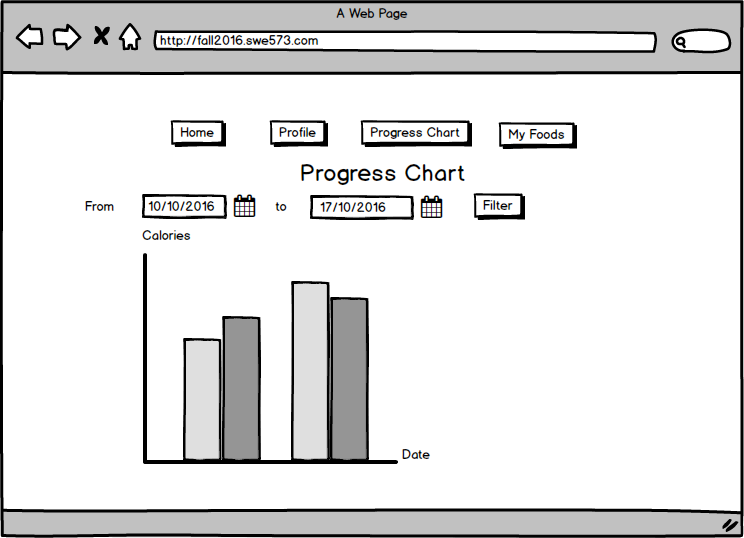 A Web Page
http://fall2016.swe573.com
Home Profile Progress Chart My Foods
Progress Chart
From 10/10/2016 to 17/10/2016 Filter
Calories
Date